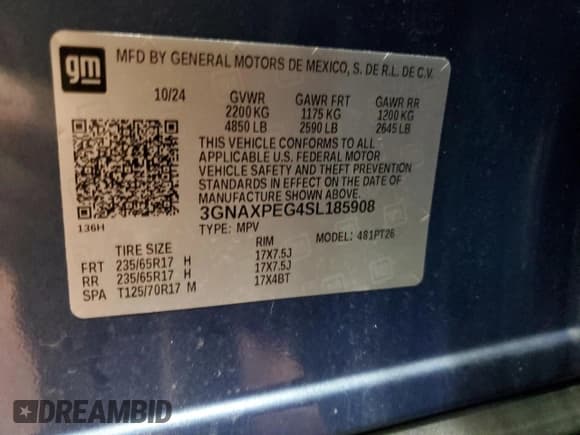 gm
MFD BY GENERAL MOTORS DE MEXICO, S. DE R.L. DE C.V.
10/24 GVWR GAWR FRT GAWR RR
2200 KG 1175 KG 1200 KG
4850 LB 2590 LB 2645 LB
THIS VEHICLE CONFORMS TO ALL
APPLICABLE U.S. FEDERAL MOTOR
VEHICLE SAFETY AND THEFT PREVENTION
STANDARDS IN EFFECT ON THE DATE OF
MANUFACTURE SHOWN ABOVE.
3GNAXPEG4SL185908
136H
TYPE: MPV MODEL: 481PT26
TIRE SIZE RIM
FRT 235/65R17 H 17X7.5J
RR 235/65R17 H 17X7.5J
SPA T125/70R17 M 17X4BT
DREAMBID